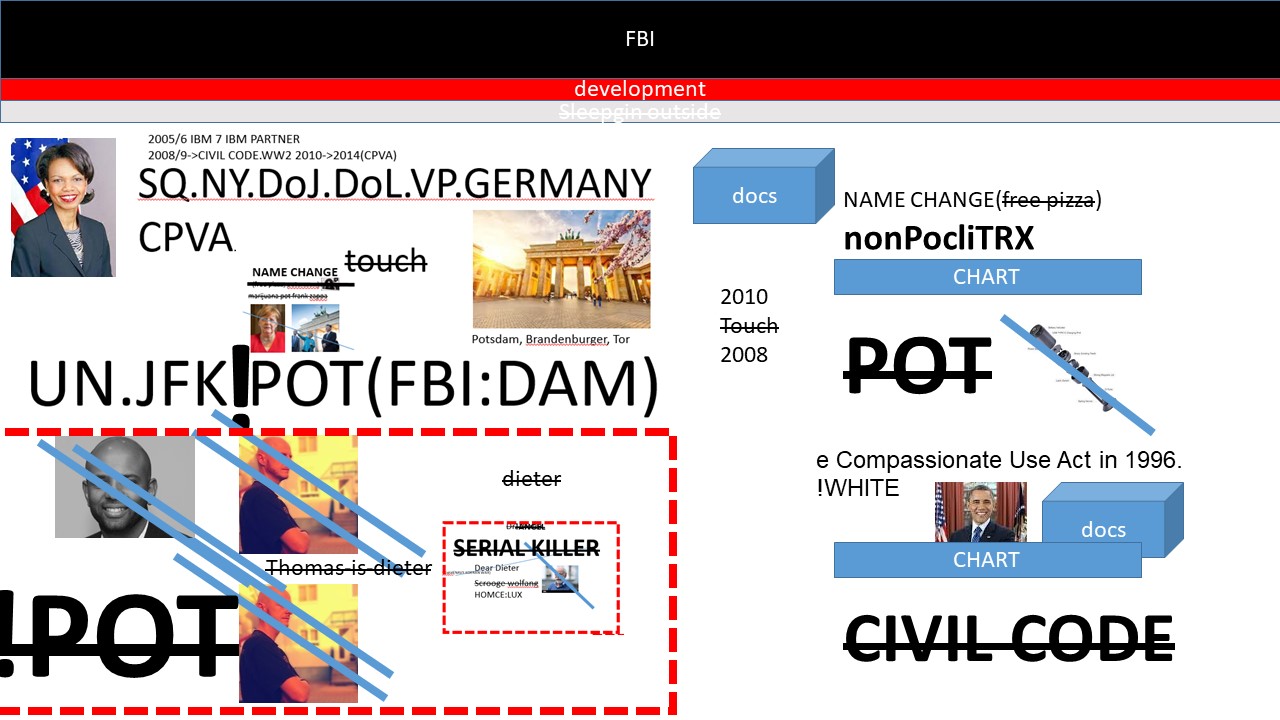 FBI
development
Sleepgin outside
2005/6 IBM 7 IBM PARTNER
2008/9->CIVIL CODE.WW2 2010->2014(CPVA)
SQ.NY.DoJ.DoL.VP.GERMANY
CPVA.
touch
NAME CHANGE
marijuana pot frank zappa
Potsdam, Brandenburger, Tor
UN.JFK!POT(FBI:DAM)
dieter
SERIAL KILLER
Dear Dieter
Scrooge wolfang
HOMCE:LUX
Thomas is dieter
!POT
docs
NAME CHANGE(free pizza)
nonPocliTRX
CHART
2010
Touch
2008
POT
e Compassionate Use Act in 1996.
!WHITE
docs
CHART
CIVIL CODE